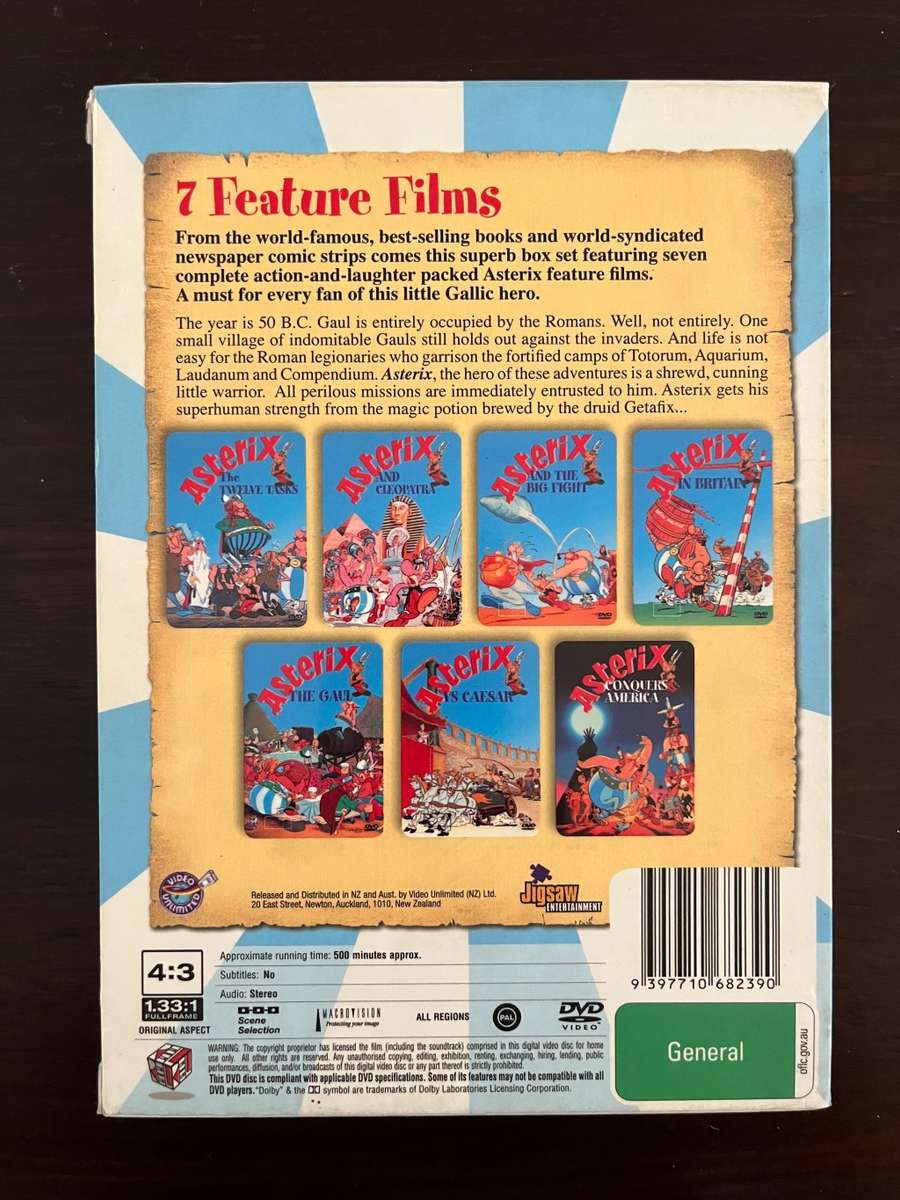 7 Feature Films
From the world-famous, best-selling books and world-syndicated
newspaper comic strips comes this superb box set featuring seven
complete action-and-laughter packed Asterix feature films.
A must for every fan of this little Gallic hero.
The year is 50 B.C. Gaul is entirely occupied by the Romans. Well, not entirely. One
small village of indomitable Gauls still holds out against the invaders. And life is not
easy for the Roman legionaries who garrison the fortified camps of Totorum, Aquarium,
Laudanum and Compendium. Asterix, the hero of these adventures is a shrewd, cunning
little warrior. All perilous missions are immediately entrusted to him. Asterix gets his
superhuman strength from the magic potion brewed by the druid Getafix...
Asterix
The
TWELVE TASKS
Asterix
AND
CLEOPATRA
Asterix
AND THE
BIG FIGHT
DVD
Asterix
IN BRITAIN
DVD
Asterix
THE GAUL
DVD
Asterix
VS CAESAR
DVD
Asterix
CONQUERS
AMERICA
DVD
VIDEO
UNLIMITED
Released and Distributed in NZ and Aust. by Video Unlimited (NZ) Ltd.
20 East Street, Newton, Auckland, 1010, New Zealand
Jigsaw
ENTERTAINMENT
4:3
1.33:1
FULLFRAME
ORIGINAL ASPECT
Approximate running time: 500 minutes approx.
Subtitles: No
Audio: Stereo
Scene
Selection
MACROVISION
Protecting your image
ALL REGIONS
PAL
DVD
VIDEO
WARNING: The copyright proprietor has licensed the film (including the soundtrack) comprised in this digital video disc for home
use only. All other rights are reserved. Any unauthorised copying, editing, exhibition, renting, exchanging, hiring, lending, public
performances, diffusion, and/or broadcasts of this digital video disc or any part thereof is strictly prohibited.
This DVD disc is compliant with applicable DVD specifications. Some of its features may not be compatible with all
DVD players. "Dolby" & the DD symbol are trademarks of Dolby Laboratories Licensing Corporation.
9 397710 682390
General
oflc.gov.au